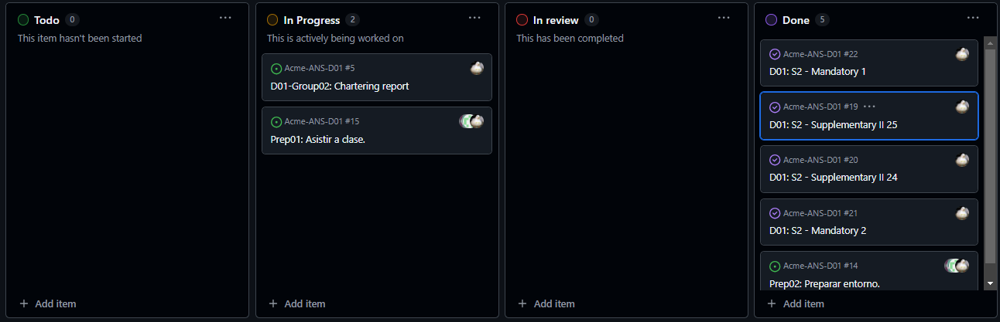 Todo 0
This item hasn't been started
Add item
In Progress 2
This is actively being worked on
Acme-ANS-D01 #5
D01-Group02: Chartering report
Acme-ANS-D01 #15
Prep01: Asistir a clase.
Add item
In review 0
This has been completed
Add item
Done 5
Acme-ANS-D01 #22
D01: S2 - Mandatory 1
Acme-ANS-D01 #19
D01: S2 - Supplementary II 25
Acme-ANS-D01 #20
D01: S2 - Supplementary II 24
Acme-ANS-D01 #21
D01: S2 - Mandatory 2
Acme-ANS-D01 #14
Prep02: Preparar entorno.
Add item